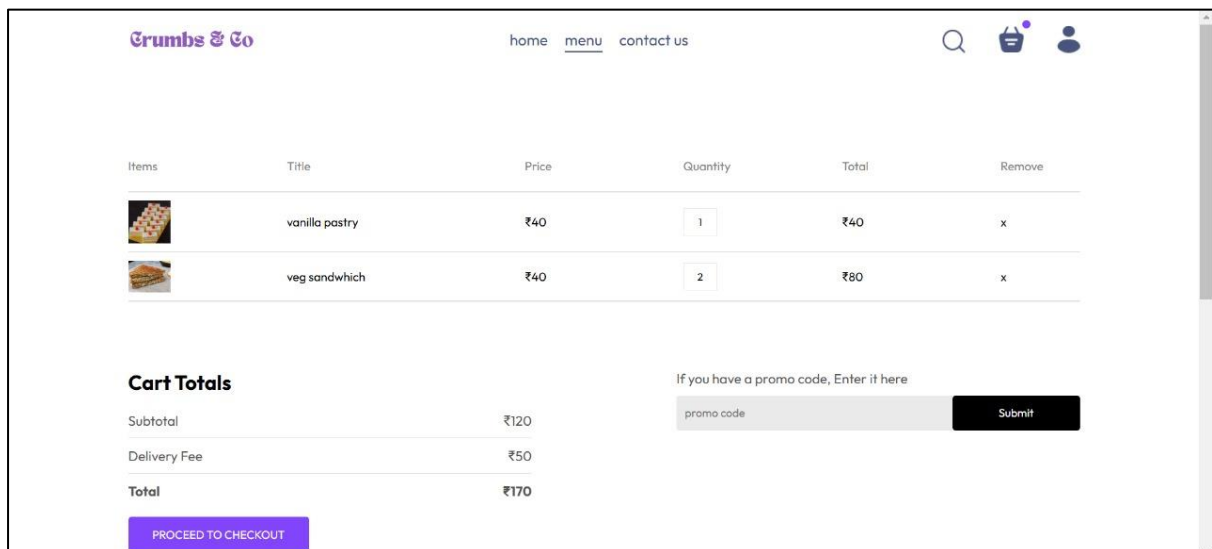 Crumbs & Co home menu contact us
Items Title Price Quantity Total Remove
vanilla pastry ₹40 1 ₹40 x
veg sandwhich ₹40 2 ₹80 x
Cart Totals
Subtotal ₹120
Delivery Fee ₹50
Total ₹170
PROCEED TO CHECKOUT
If you have a promo code, Enter it here
promo code Submit